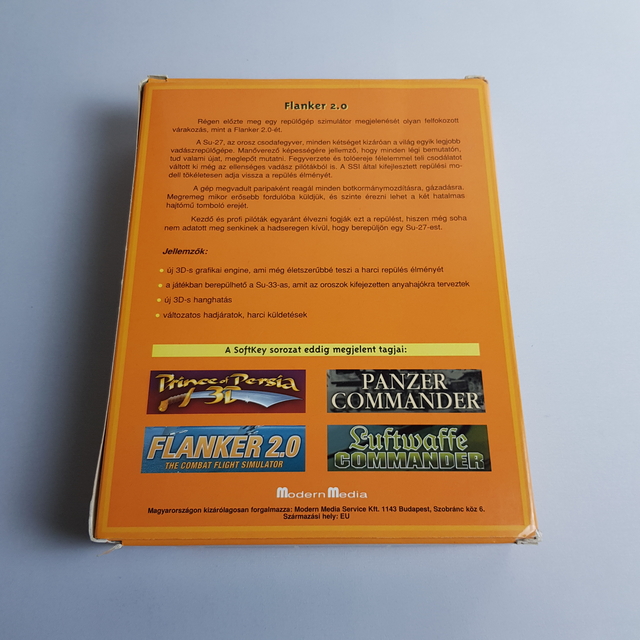 Flanker 2.0
Régen előzte meg egy repülőgép szimulátor megjelenését olyan felfokozott
várakozás, mint a Flanker 2.0-ét.
A Su-27, az orosz csodafegyver, minden kétséget kizáróan a világ egyik legjobb
vadászrepülőgépe. Manőverező képességére jellemző, hogy minden légi bemutatón,
tud valami újat, meglepőt mutatni. Fegyverzete és tolóereje félelemmel teli csodálatot
váltott ki még az ellenséges vadász pilótákból is. A SSI által kifejlesztett repülési mo-
dell tökéletesen adja vissza a repülés élményét.
A gép megvadult paripaként reagál minden botkormánymozdításra, gázadásra.
Megremeg mikor erősebb fordulóba küldjük, és szinte érezni lehet a két hatalmas
hajtómű tomboló erejét.
Kezdő és profi pilóták egyaránt élvezni fogják ezt a repülést, hiszen még soha
nem adatott meg senkinek a hadseregen kívül, hogy berepüljön egy Su-27-est.
Jellemzők:
új 3D-s grafikai engine, ami még életszerűbbé teszi a harci repülés élményét
a játékban berepülhető a Su-33-as, amit az oroszok kifejezetten anyahajókra terveztek
új 3D-s hanghatás
változatos hadjáratok, harci küldetések
A SoftKey sorozat eddig megjelent tagjai:
Prince of Persia
3D
PANZER
COMMANDER
FLANKER 2.0
THE COMBAT FLIGHT SIMULATOR
Luftwaffe
COMMANDER
Modern Media
Magyarországon kizárólagosan forgalmazza: Modern Media Service Kft. 1143 Budapest, Szobránc köz 6.
Származási hely: EU